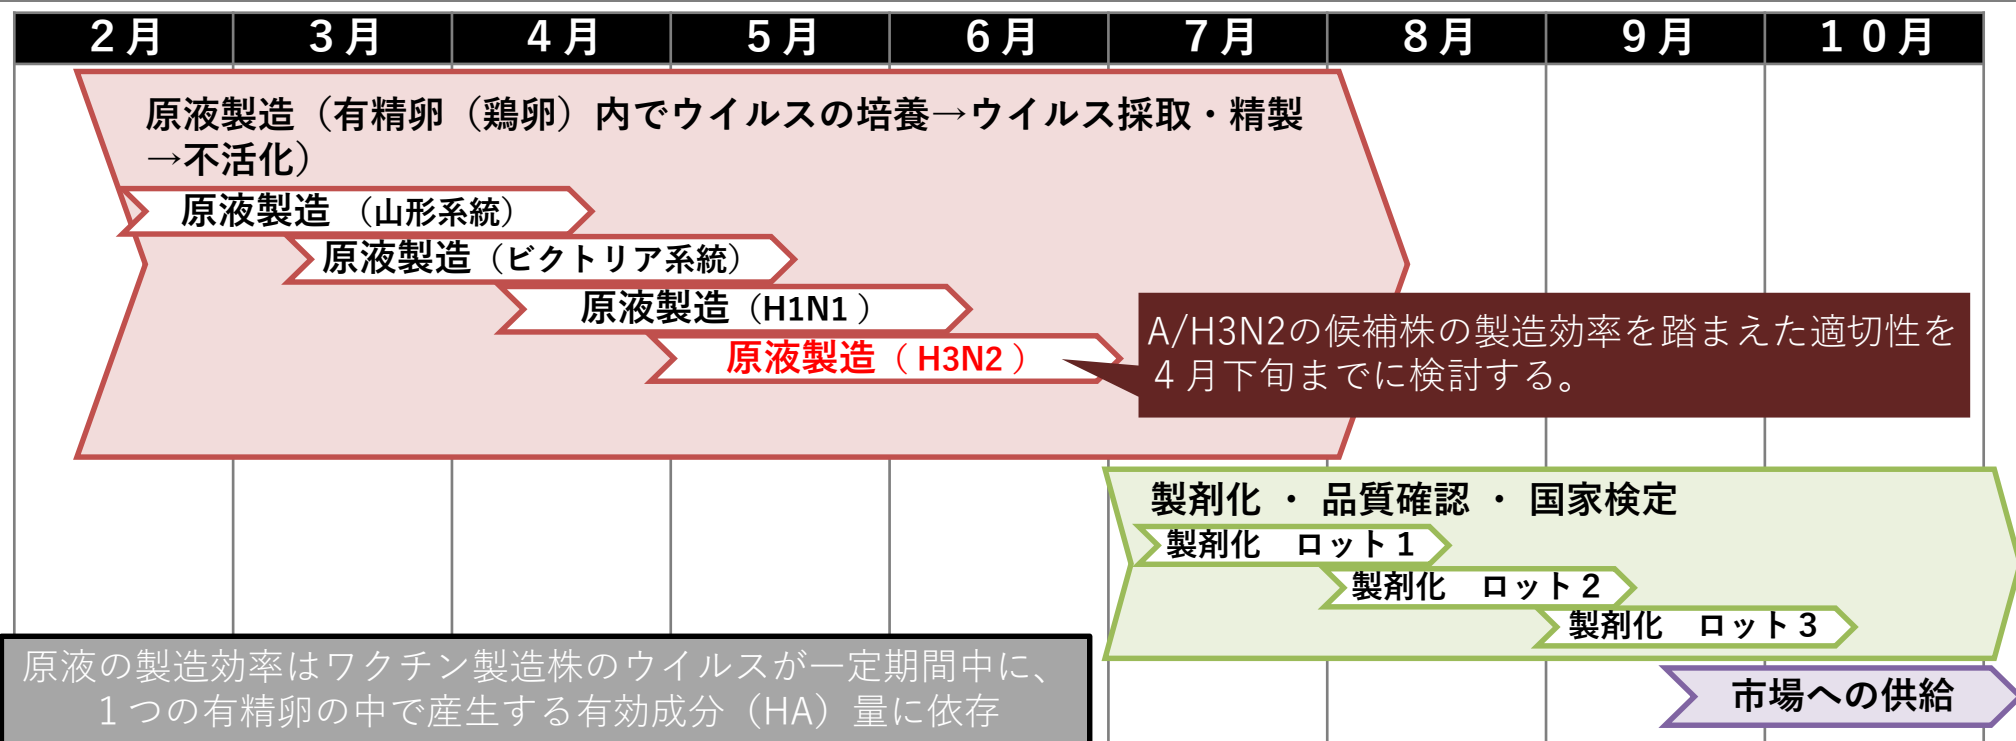 2月 3月 4月 5月 6月 7月 8月 9月 10月
原液製造（有精卵（鶏卵）内でウイルスの培養→ウイルス採取・精製
→不活化）
原液製造 （山形系統）
原液製造（ビクトリア系統）
原液製造（H1N1 ）
原液製造（ H3N2 ）
A/H3N2の候補株の製造効率を踏まえた適切性を
4月下旬までに検討する。
製剤化 ・ 品質確認 ・ 国家検定
製剤化　ロット1
製剤化　ロット2
製剤化　ロット3
原液の製造効率はワクチン製造株のウイルスが一定期間中に、
1つの有精卵の中で産生する有効成分（HA）量に依存
市場への供給